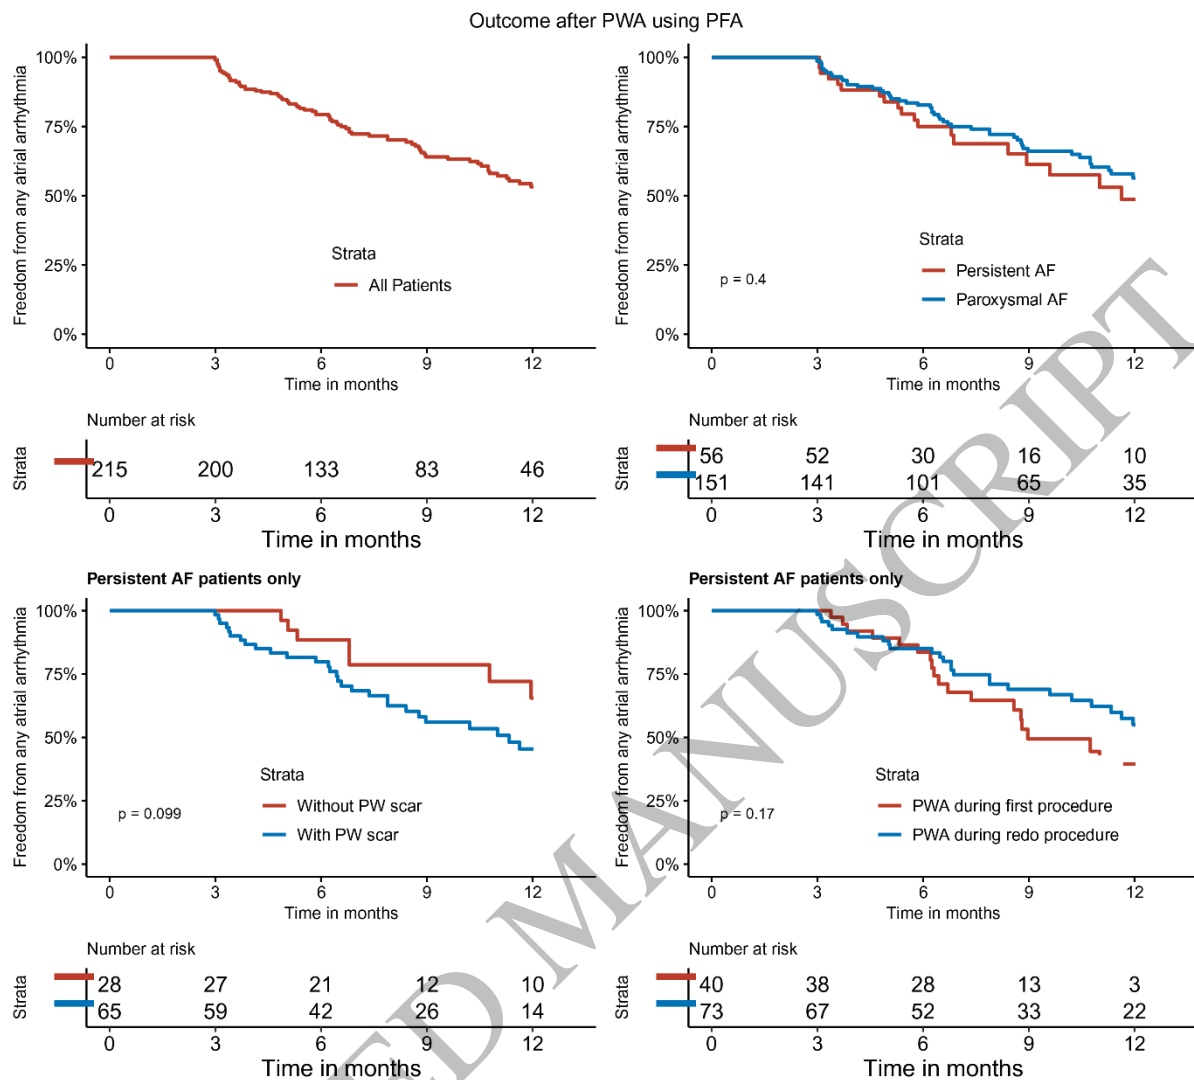 Outcome after PWA using PFA
Freedom from any atrial arrhythmia
100%
75%
50%
25%
0%
Strata
All Patients
0 3 6 9 12
Time in months
Number at risk
Strata
215 200 133 83 46
0 3 6 9 12
Time in months
Freedom from any atrial arrhythmia
100%
75%
50%
25%
0%
p = 0.4
Strata
Persistent AF
Paroxysmal AF
0 3 6 9 12
Time in months
Number at risk
Strata
56 52 30 16 10
151 141 101 65 35
0 3 6 9 12
Time in months
Persistent AF patients only
Freedom from any atrial arrhythmia
100%
75%
50%
25%
0%
p = 0.099
Strata
Without PW scar
With PW scar
0 3 6 9 12
Time in months
Number at risk
Strata
28 27 21 12 10
65 59 42 26 14
0 3 6 9 12
Time in months
Persistent AF patients only
Freedom from any atrial arrhythmia
100%
75%
50%
25%
0%
p = 0.17
Strata
PWA during first procedure
PWA during redo procedure
0 3 6 9 12
Time in months
Number at risk
Strata
40 38 28 13 3
73 67 52 33 22
0 3 6 9 12
Time in months
ED MANUSCRIPT